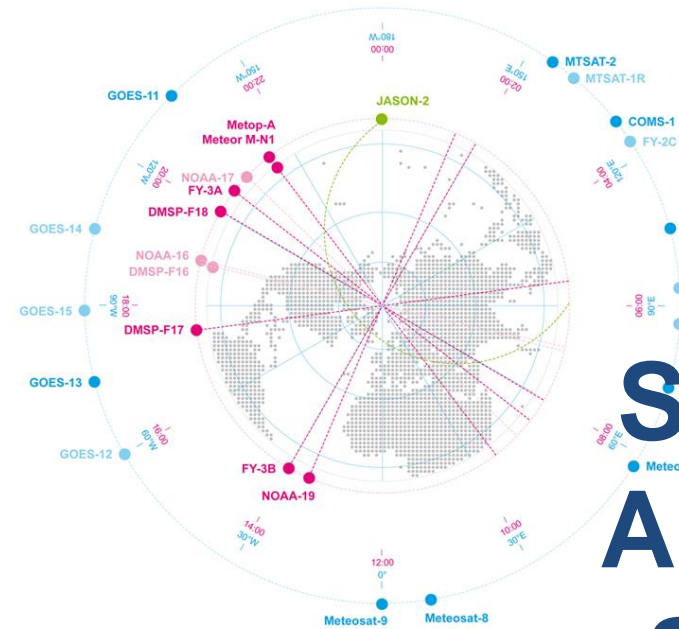 180°W
00:00
150°W
22:00
150°E
02:00
MTSAT-2
MTSAT-1R
GOES-11
JASON-2
COMS-1
FY-2C
Metop-A
Meteor M-N1
120°W
20:00
NOAA-17
FY-3A
120°E
04:00
DMSP-F18
GOES-14
NOAA-16
DMSP-F16
GOES-15
90°W
18:00
06:00
90°E
DMSP-F17
GOES-13
S
16:00
60°W
08:00
60°E
GOES-12
FY-3B
Meteo
NOAA-19
A
14:00
30°W
10:00
30°E
12:00
0°
Meteosat-9
Meteosat-8